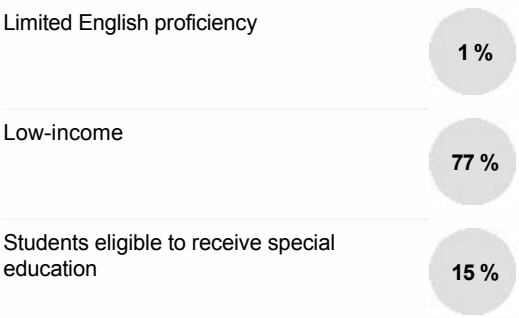 Limited English proficiency
1 %
Low-income
77 %
Students eligible to receive special
education
15 %